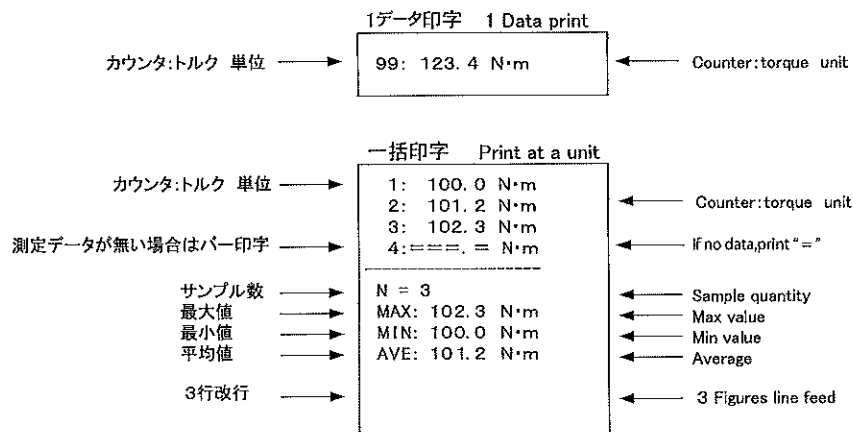 1データ印字 1 Data print
カウンタ:トルク 単位 99: 123.4 N·m Counter:torque unit
一括印字 Print at a unit
カウンタ:トルク 単位 1: 100.0 N·m
2: 101.2 N·m Counter:torque unit
3: 102.3 N·m
測定データが無い場合はバー印字 4:===.= N·m If no data,print "="
サンプル数 N = 3 Sample quantity
最大値 MAX: 102.3 N·m Max value
最小値 MIN: 100.0 N·m Min value
平均値 AVE: 101.2 N·m Average
3行改行 3 Figures line feed